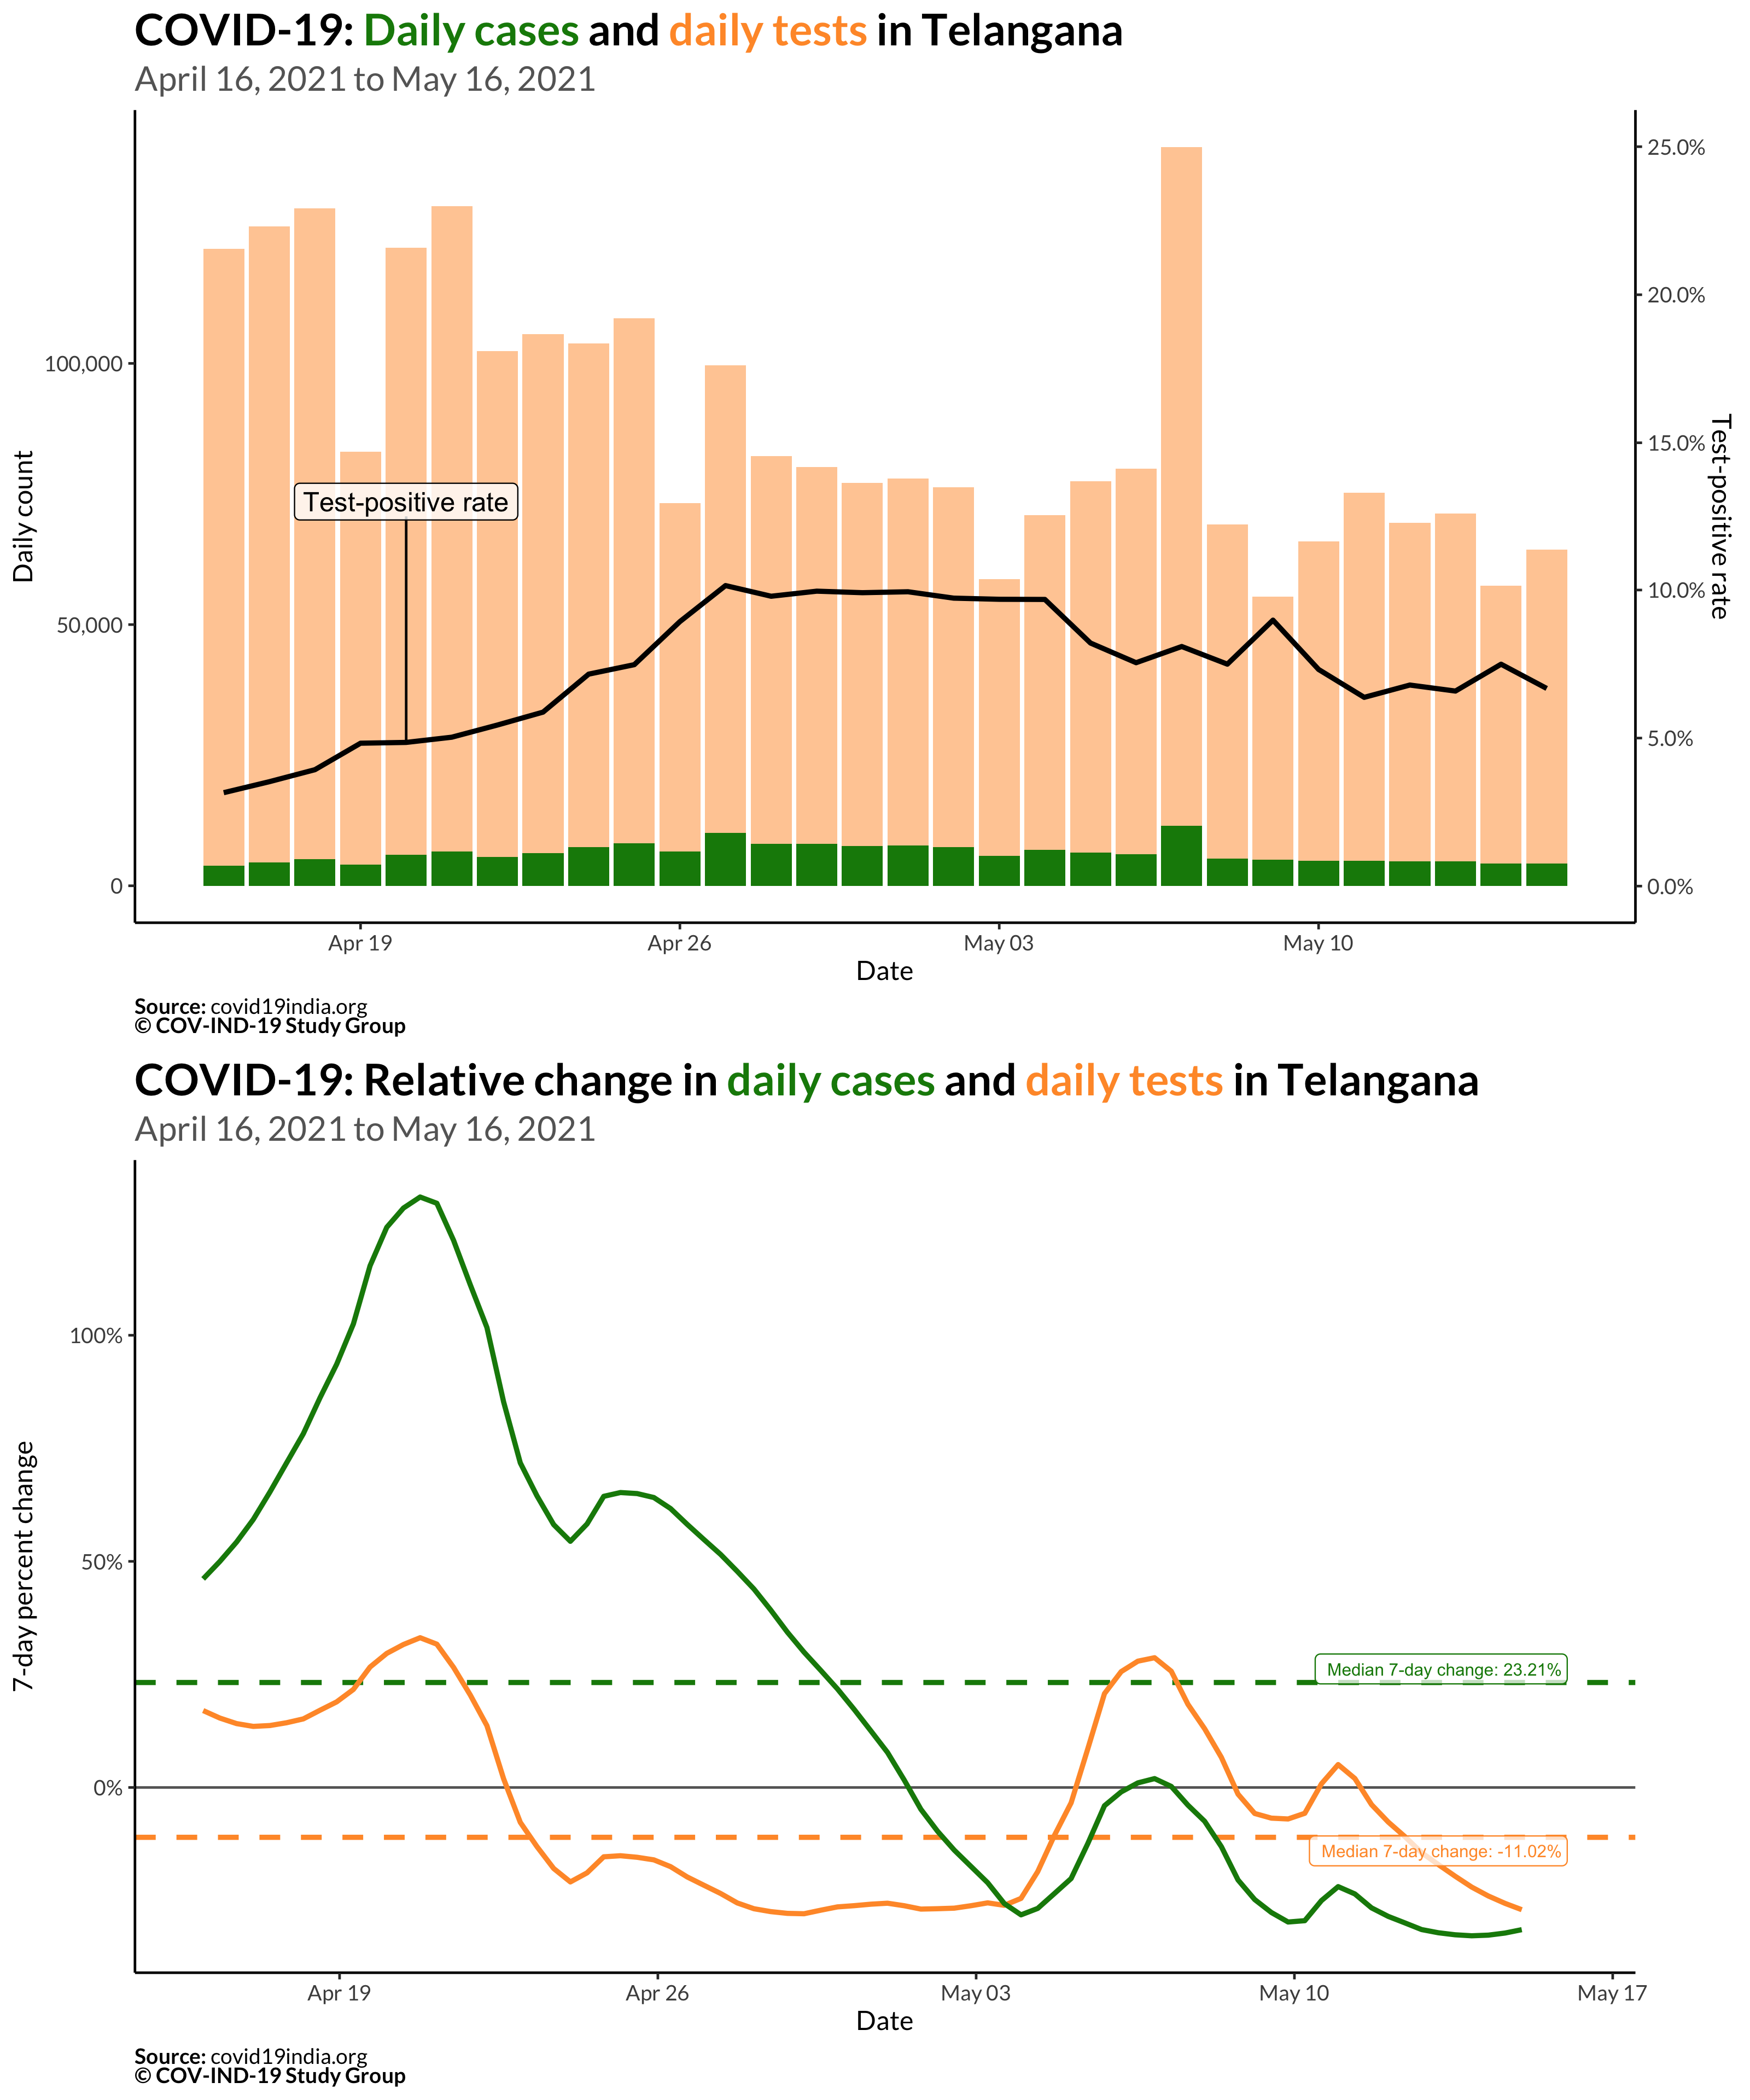 COVID-19: Daily cases and daily tests in Telangana
April 16, 2021 to May 16, 2021
Daily count
100,000
50,000
0
Test-positive rate
25.0%
20.0%
15.0%
10.0%
5.0%
0.0%
Test-positive rate
Apr 19
Apr 26
May 03
May 10
Date
Source: covid19india.org
© COV-IND-19 Study Group
COVID-19: Relative change in daily cases and daily tests in Telangana
April 16, 2021 to May 16, 2021
7-day percent change
100%
50%
0%
Median 7-day change: 23.21%
Median 7-day change: -11.02%
Apr 19
Apr 26
May 03
May 10
May 17
Date
Source: covid19india.org
© COV-IND-19 Study Group